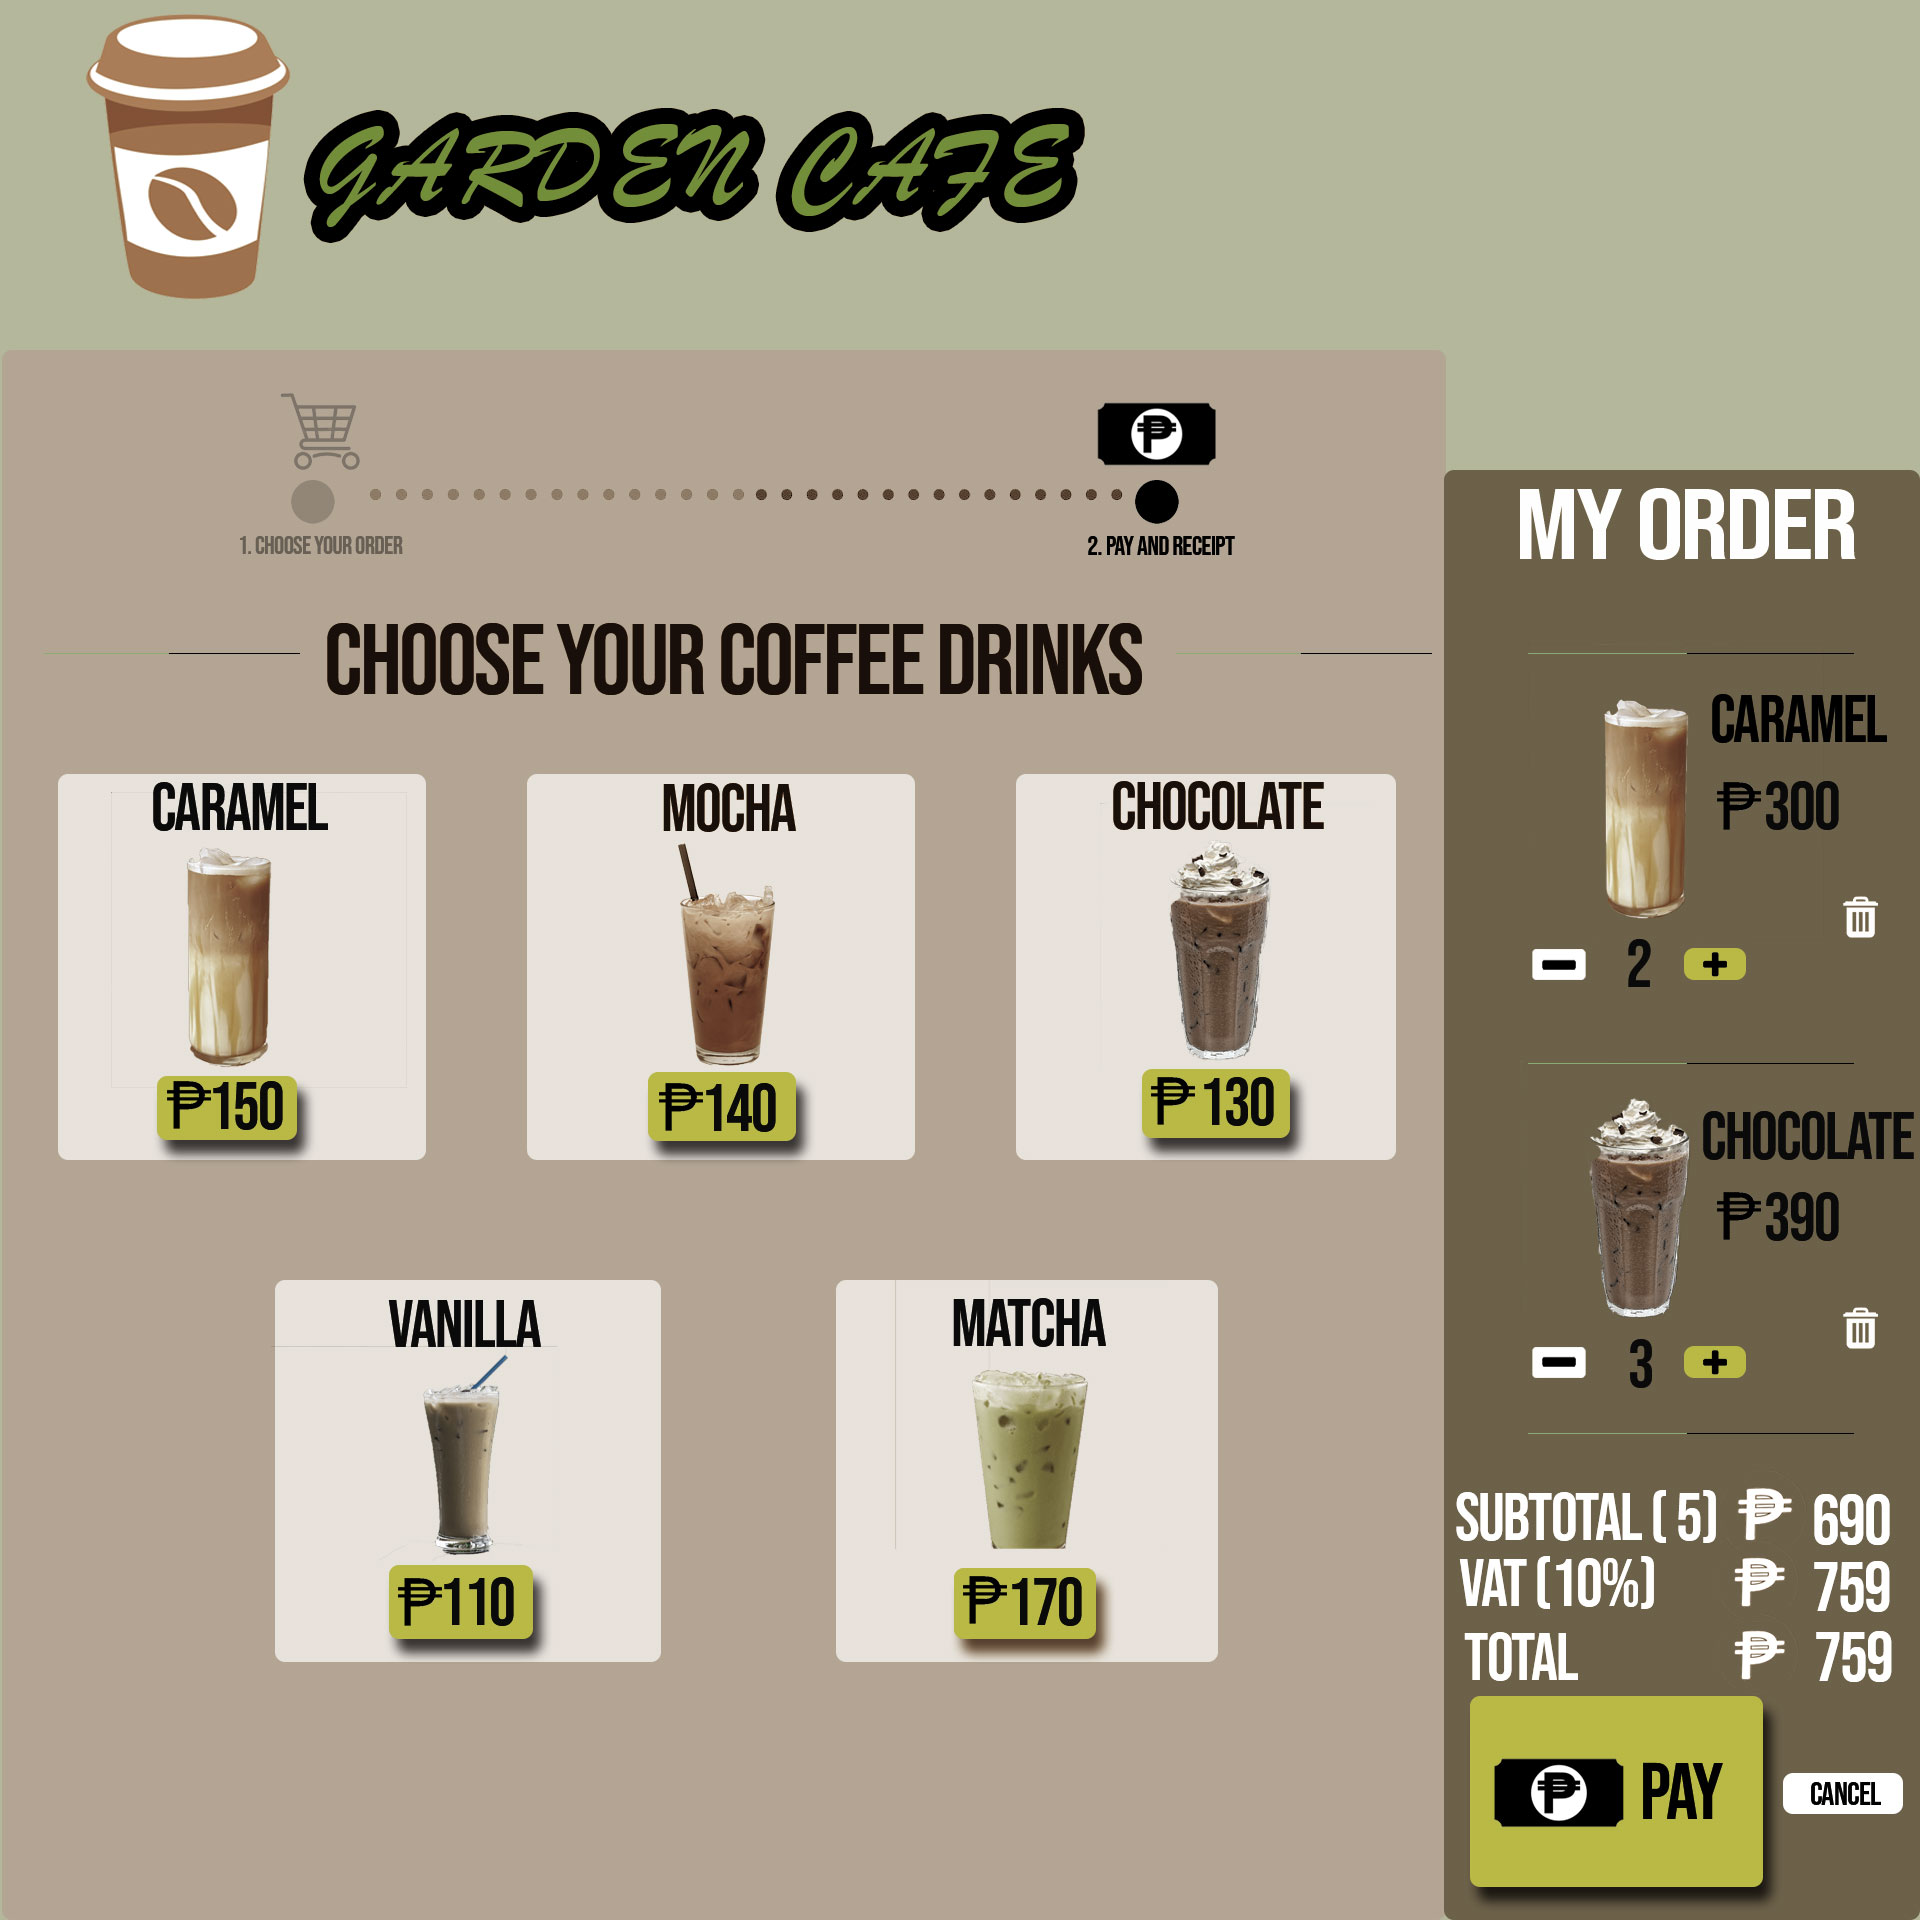 GARDEN CAFE
1. CHOOSE YOUR ORDER
2. PAY AND RECEIPT
CHOOSE YOUR COFFEE DRINKS
CARAMEL
₱150
MOCHA
₱140
CHOCOLATE
₱ 130
VANILLA
₱110
MATCHA
₱170
MY ORDER
CARAMEL
₱300
- 2 +
CHOCOLATE
₱390
- 3 +
SUBTOTAL ( 5) ₱ 690
VAT (10%) ₱ 759
TOTAL ₱ 759
₱ PAY
CANCEL